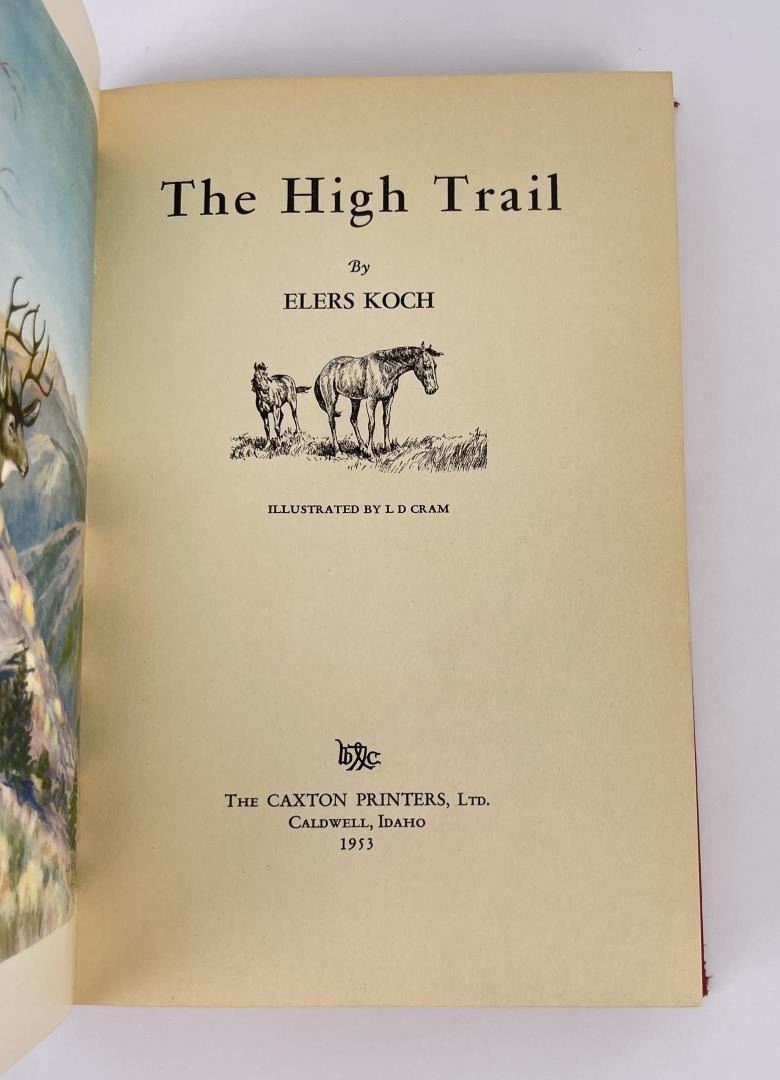 The High Trail
By
ELERS KOCH
ILLUSTRATED BY L D CRAM
THE CAXTON PRINTERS, LTD.
CALDWELL, IDAHO
1953